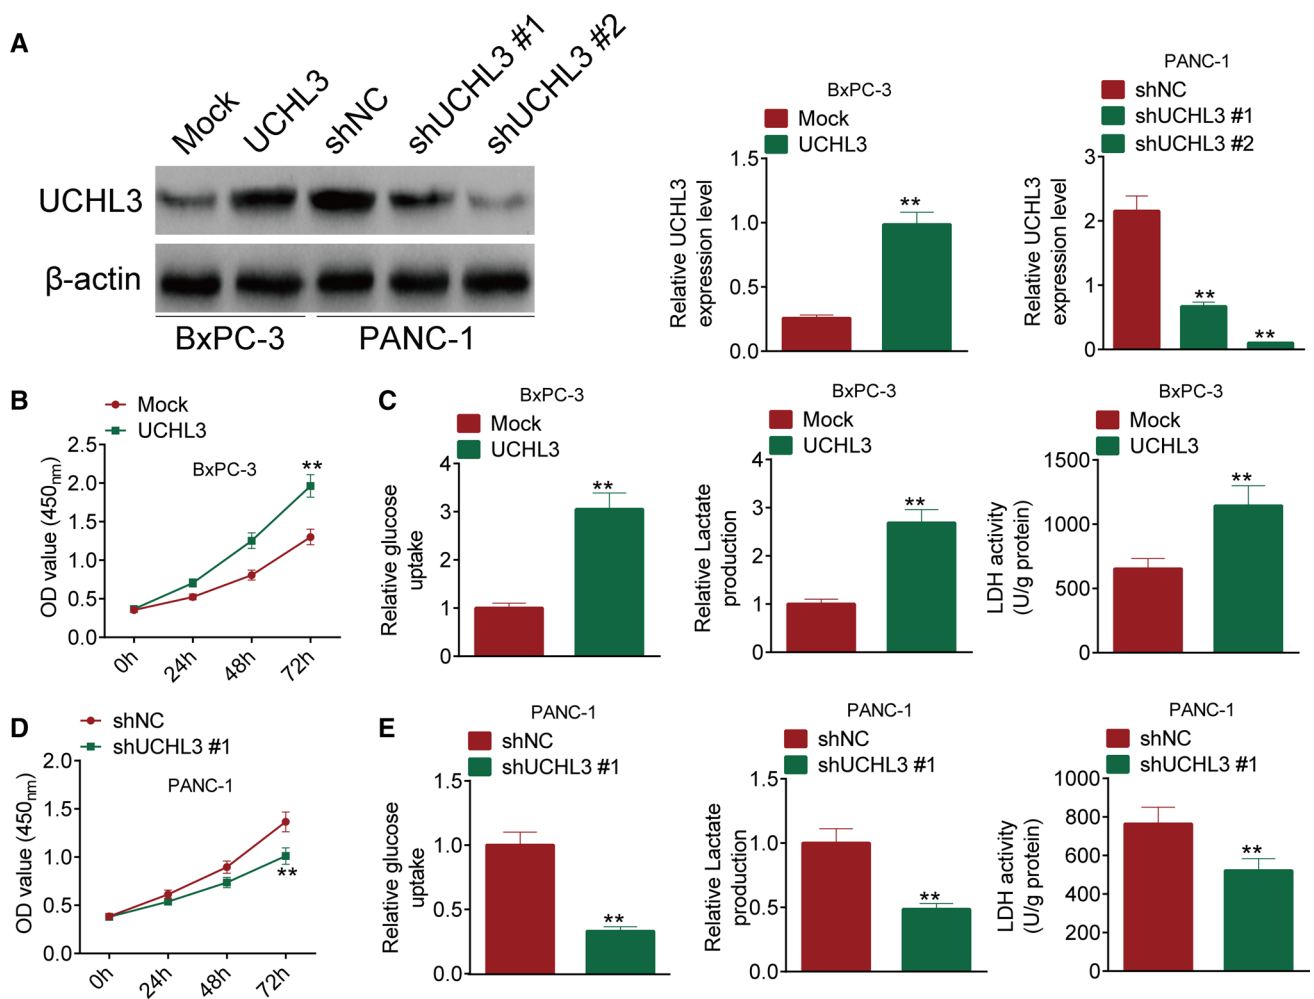 A
Mock
UCHL3
shNC
shUCHL3 #1
shUCHL3 #2
UCHL3
β-actin
BxPC-3
PANC-1
BxPC-3
Mock
UCHL3
Relative UCHL3
expression level
1.5
1.0
0.5
0.0
**
PANC-1
shNC
shUCHL3 #1
shUCHL3 #2
Relative UCHL3
expression level
3
2
1
0
**
**
B
Mock
UCHL3
BxPC-3
OD value (450nm)
2.5
2.0
1.5
1.0
0.5
0.0
**
0h
24h
48h
72h
C
BxPC-3
Mock
UCHL3
Relative glucose
uptake
4
3
2
1
0
**
BxPC-3
Mock
UCHL3
Relative Lactate
production
4
3
2
1
0
**
BxPC-3
Mock
UCHL3
LDH activity
(U/g protein)
1500
1000
500
0
**
D
shNC
shUCHL3 #1
PANC-1
OD value (450nm)
2.0
1.5
1.0
0.5
0.0
**
0h
24h
48h
72h
E
PANC-1
shNC
shUCHL3 #1
Relative glucose
uptake
1.5
1.0
0.5
0.0
**
PANC-1
shNC
shUCHL3 #1
Relative Lactate
production
1.5
1.0
0.5
0.0
**
PANC-1
shNC
shUCHL3 #1
LDH activity
(U/g protein)
1000
800
600
400
200
0
**